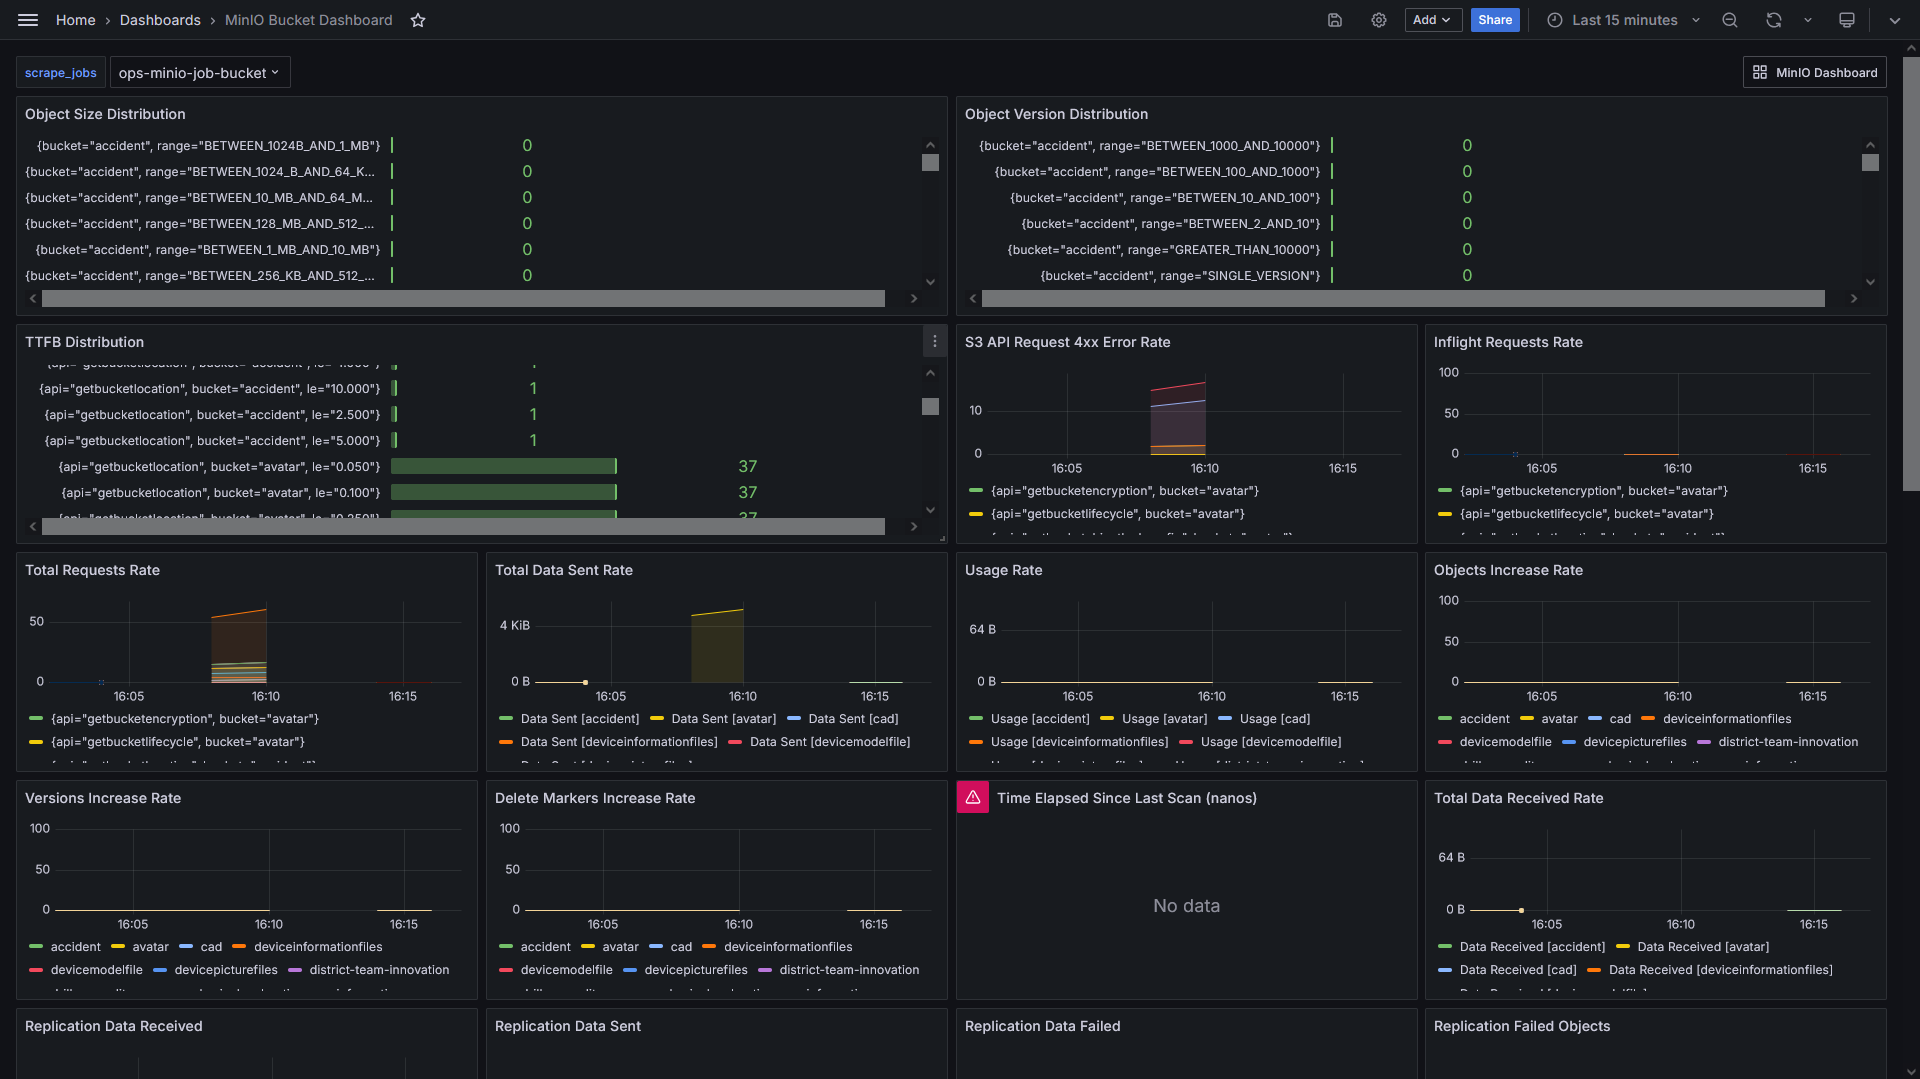 Home › Dashboards › MinIO Bucket Dashboard
Add
Share
Last 15 minutes
scrape_jobs
ops-minio-job-bucket
MinIO Dashboard
Object Size Distribution
{bucket="accident", range="BETWEEN_1024B_AND_1_MB"} 0
{bucket="accident", range="BETWEEN_1024_B_AND_64_K... 0
{bucket="accident", range="BETWEEN_10_MB_AND_64_M... 0
{bucket="accident", range="BETWEEN_128_MB_AND_512_... 0
{bucket="accident", range="BETWEEN_1_MB_AND_10_MB"} 0
{bucket="accident", range="BETWEEN_256_KB_AND_512_... 0
Object Version Distribution
{bucket="accident", range="BETWEEN_1000_AND_10000"} 0
{bucket="accident", range="BETWEEN_100_AND_1000"} 0
{bucket="accident", range="BETWEEN_10_AND_100"} 0
{bucket="accident", range="BETWEEN_2_AND_10"} 0
{bucket="accident", range="GREATER_THAN_10000"} 0
{bucket="accident", range="SINGLE_VERSION"} 0
TTFB Distribution
{api="getbucketlocation", bucket="accident", le="10.000"} 1
{api="getbucketlocation", bucket="accident", le="2.500"} 1
{api="getbucketlocation", bucket="accident", le="5.000"} 1
{api="getbucketlocation", bucket="avatar", le="0.050"} 37
{api="getbucketlocation", bucket="avatar", le="0.100"} 37
S3 API Request 4xx Error Rate
10
0
16:05 16:10 16:15
{api="getbucketencryption", bucket="avatar"}
{api="getbucketlifecycle", bucket="avatar"}
Inflight Requests Rate
100
50
0
16:05 16:10 16:15
{api="getbucketencryption", bucket="avatar"}
{api="getbucketlifecycle", bucket="avatar"}
Total Requests Rate
50
0
16:05 16:10 16:15
{api="getbucketencryption", bucket="avatar"}
{api="getbucketlifecycle", bucket="avatar"}
Total Data Sent Rate
4 KiB
0 B
16:05 16:10 16:15
Data Sent [accident] Data Sent [avatar] Data Sent [cad]
Data Sent [deviceinformationfiles] Data Sent [devicemodelfile]
Usage Rate
64 B
0 B
16:05 16:10 16:15
Usage [accident] Usage [avatar] Usage [cad]
Usage [deviceinformationfiles] Usage [devicemodelfile]
Objects Increase Rate
100
50
0
16:05 16:10 16:15
accident avatar cad deviceinformationfiles
devicemodelfile devicepicturefiles district-team-innovation
Versions Increase Rate
100
50
0
16:05 16:10 16:15
accident avatar cad deviceinformationfiles
devicemodelfile devicepicturefiles district-team-innovation
Delete Markers Increase Rate
100
50
0
16:05 16:10 16:15
accident avatar cad deviceinformationfiles
devicemodelfile devicepicturefiles district-team-innovation
Time Elapsed Since Last Scan (nanos)
No data
Total Data Received Rate
64 B
0 B
16:05 16:10 16:15
Data Received [accident] Data Received [avatar]
Data Received [cad] Data Received [deviceinformationfiles]
Replication Data Received
Replication Data Sent
Replication Data Failed
Replication Failed Objects